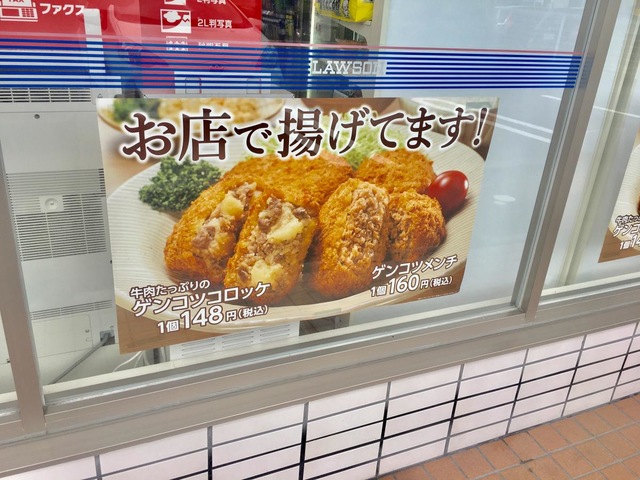 ファクス
2L判写真
LAWSON
お店で揚げてます!
牛肉たっぷりの
ゲンコツコロッケ
1個148円(税込)
ゲンコツメンチ
1個160円(税込)